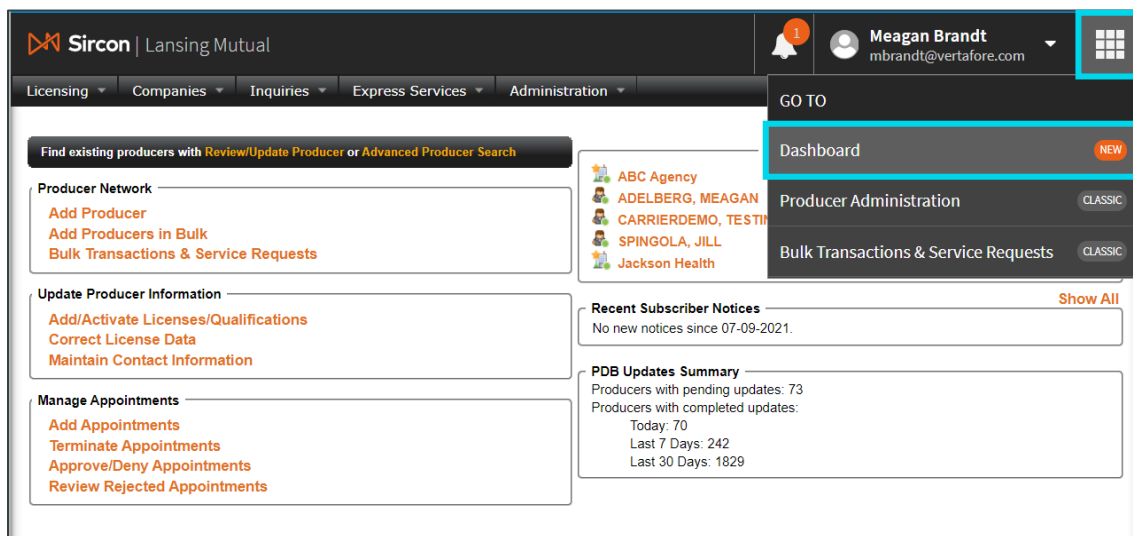 Sircon | Lansing Mutual
1
Meagan Brandt
mbrandt@vertafore.com
Licensing Companies Inquiries Express Services Administration
GO TO
Dashboard NEW
Producer Administration CLASSIC
Bulk Transactions & Service Requests CLASSIC
Find existing producers with Review/Update Producer or Advanced Producer Search
Producer Network
Add Producer
Add Producers in Bulk
Bulk Transactions & Service Requests
Update Producer Information
Add/Activate Licenses/Qualifications
Correct License Data
Maintain Contact Information
Manage Appointments
Add Appointments
Terminate Appointments
Approve/Deny Appointments
Review Rejected Appointments
ABC Agency
ADELBERG, MEAGAN
CARRIERDEMO,
SPINGOLA, JILL
Jackson Health
Show All
Recent Subscriber Notices
No new notices since 07-09-2021.
PDB Updates Summary
Producers with pending updates: 73
Producers with completed updates:
Today: 70
Last 7 Days: 242
Last 30 Days: 1829